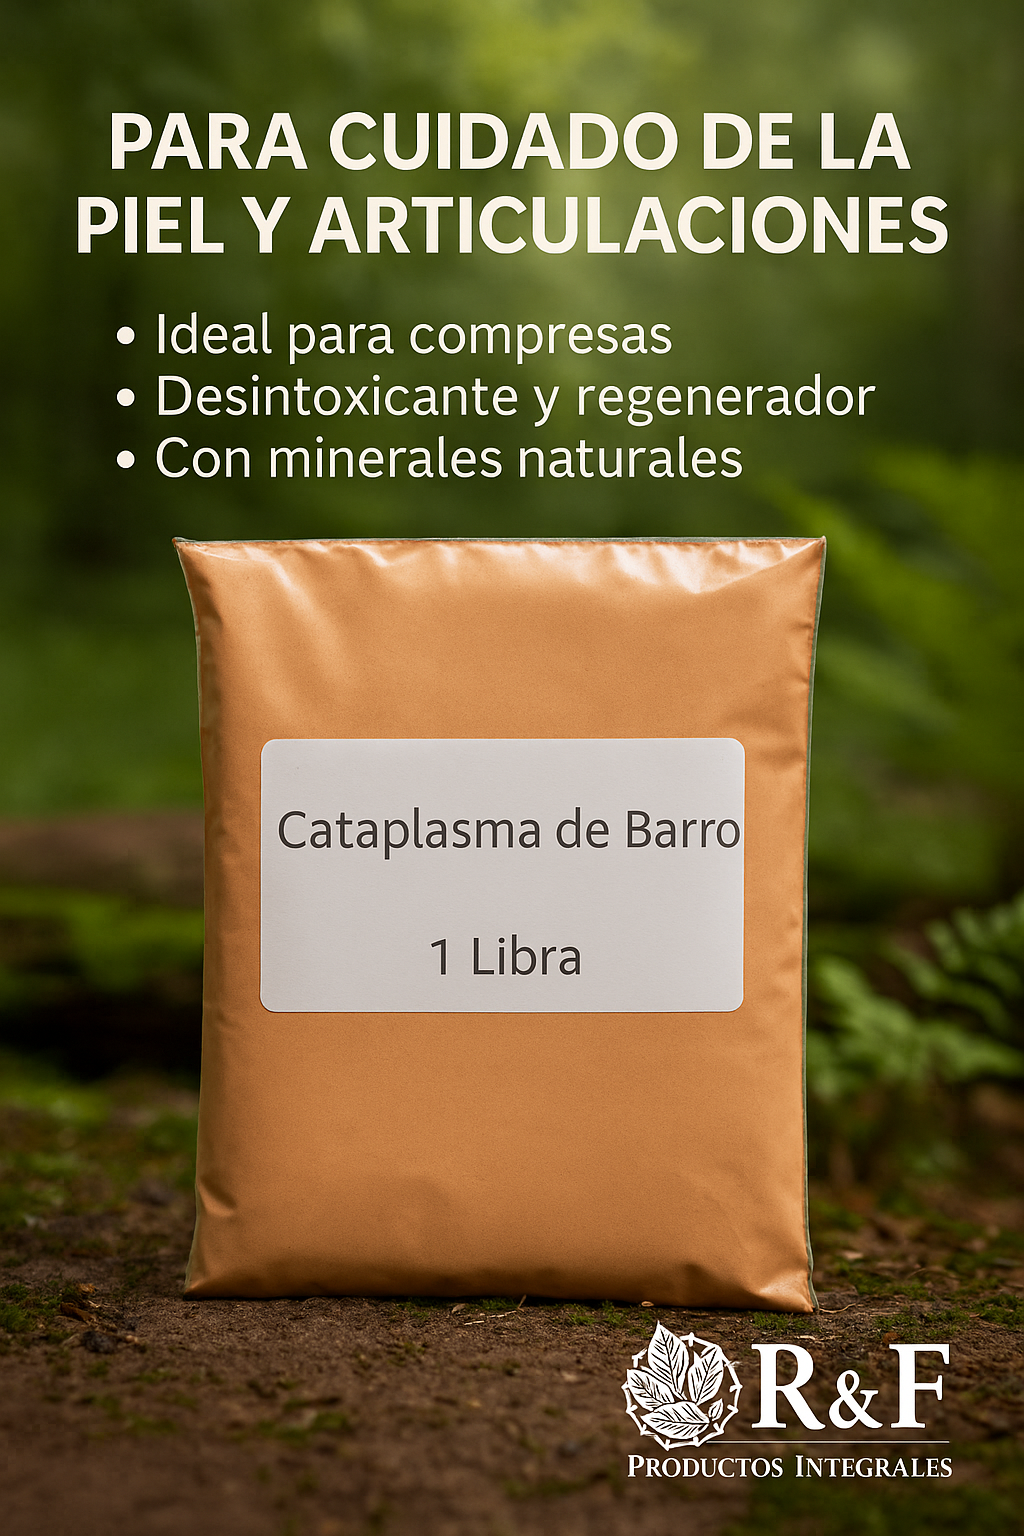 PARA CUIDADO DE LA
PIEL Y ARTICULACIONES
• Ideal para compresas
• Desintoxicante y regenerador
• Con minerales naturales
Cataplasma de Barro
1 Libra
R&F
PRODUCTOS INTEGRALES